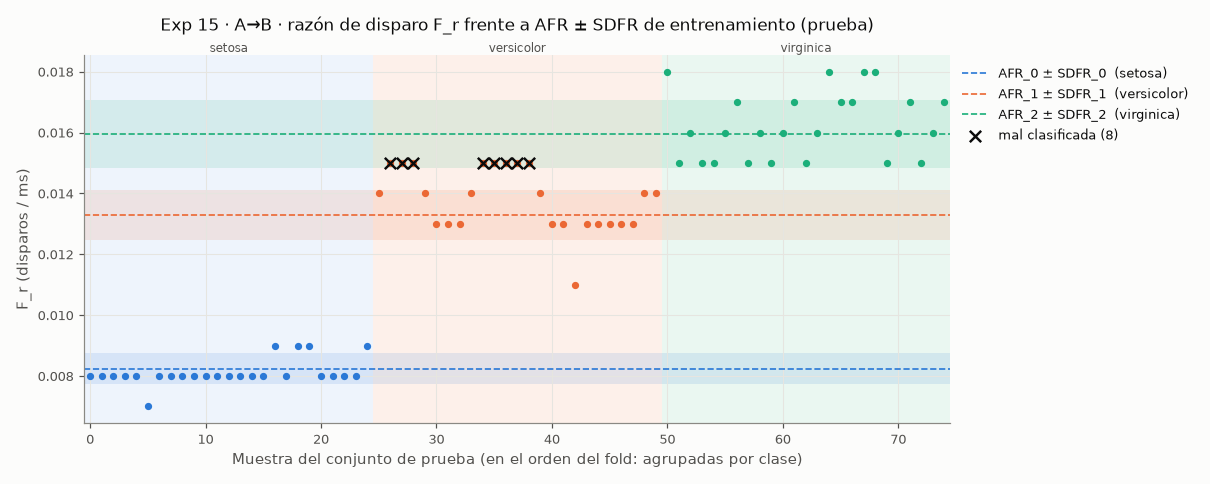 Exp 15 · A→B · razón de disparo F_r frente a AFR ± SDFR de entrenamiento (prueba)
setosa versicolor virginica
AFR_0 ± SDFR_0 (setosa)
AFR_1 ± SDFR_1 (versicolor)
AFR_2 ± SDFR_2 (virginica)
mal clasificada (8)
F_r (disparos / ms)
0.018
0.016
0.014
0.012
0.010
0.008
0 10 20 30 40 50 60 70
Muestra del conjunto de prueba (en el orden del fold: agrupadas por clase)